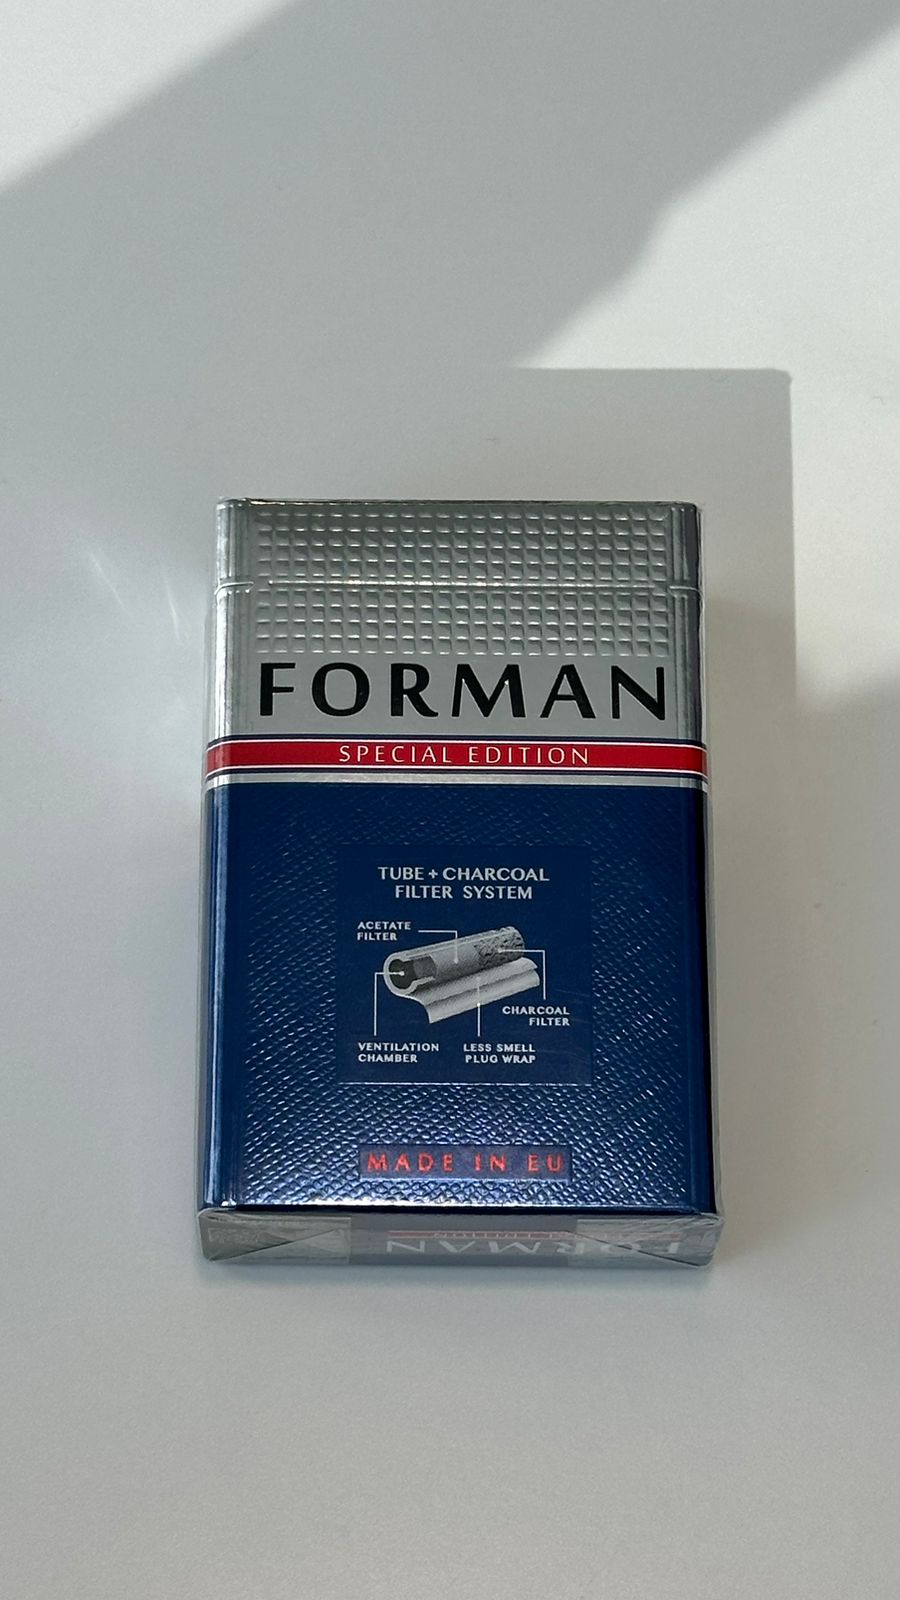 FORMAN
SPECIAL EDITION
TUBE + CHARCOAL
FILTER SYSTEM
ACETATE
FILTER
CHARCOAL
FILTER
VENTILATION
CHAMBER
LESS SMELL
PLUG WRAP
MADE IN EU
FORMAN